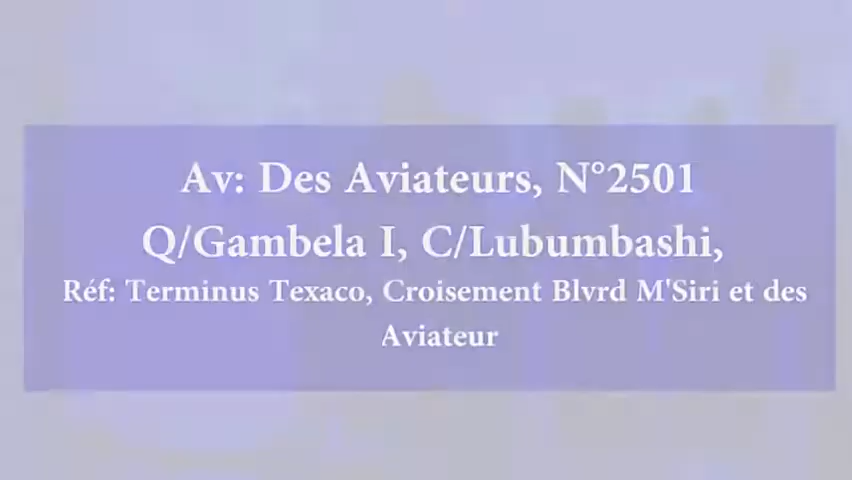 Av: Des Aviateurs, N°2501
Q/Gambela I, C/Lubumbashi,
Réf: Terminus Texaco, Croisement Blvrd M'Siri et des
Aviateur